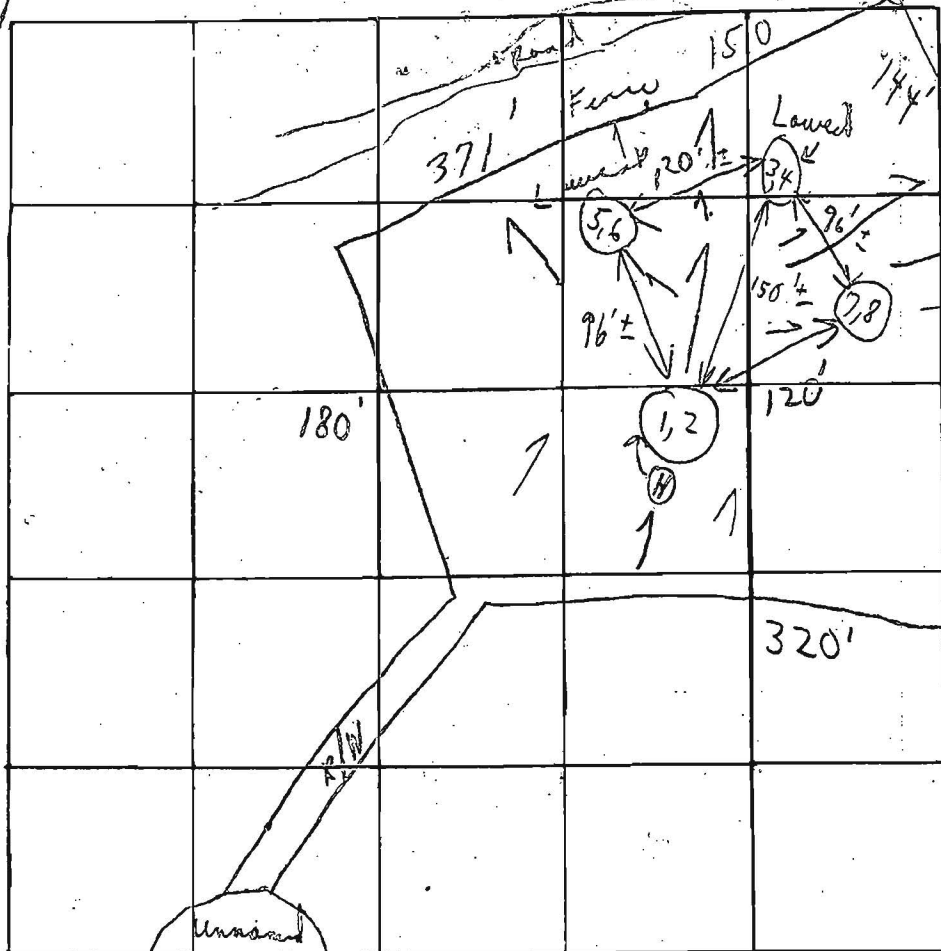 Road
150
144'
Fence
371'
Lowest
120'±
Lowest
3,4
5,6
96'±
150'±
7,8
96'±
120'
1,2
180'
H
320'
R/W
Unnamed